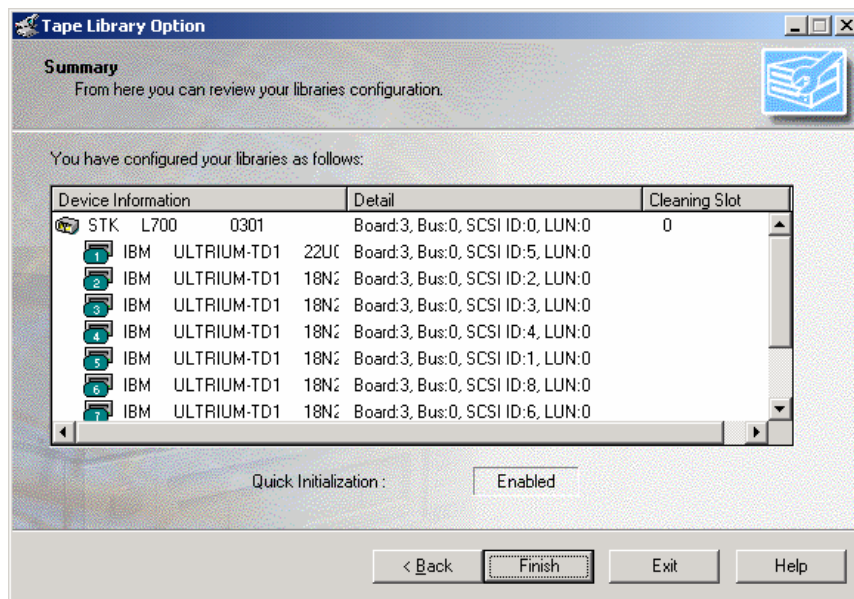 Tape Library Option
Summary
From here you can review your libraries configuration.
You have configured your libraries as follows:
Device Information Detail Cleaning Slot
STK L700 0301 Board:3, Bus:0, SCSI ID:0, LUN:0 0
1 IBM ULTRIUM-TD1 22U0 Board:3, Bus:0, SCSI ID:5, LUN:0
2 IBM ULTRIUM-TD1 18N2 Board:3, Bus:0, SCSI ID:2, LUN:0
3 IBM ULTRIUM-TD1 18N2 Board:3, Bus:0, SCSI ID:3, LUN:0
4 IBM ULTRIUM-TD1 18N2 Board:3, Bus:0, SCSI ID:4, LUN:0
5 IBM ULTRIUM-TD1 18N2 Board:3, Bus:0, SCSI ID:1, LUN:0
6 IBM ULTRIUM-TD1 18N2 Board:3, Bus:0, SCSI ID:8, LUN:0
7 IBM ULTRIUM-TD1 18N2 Board:3, Bus:0, SCSI ID:6, LUN:0
Quick Initialization : Enabled
< Back Finish Exit Help